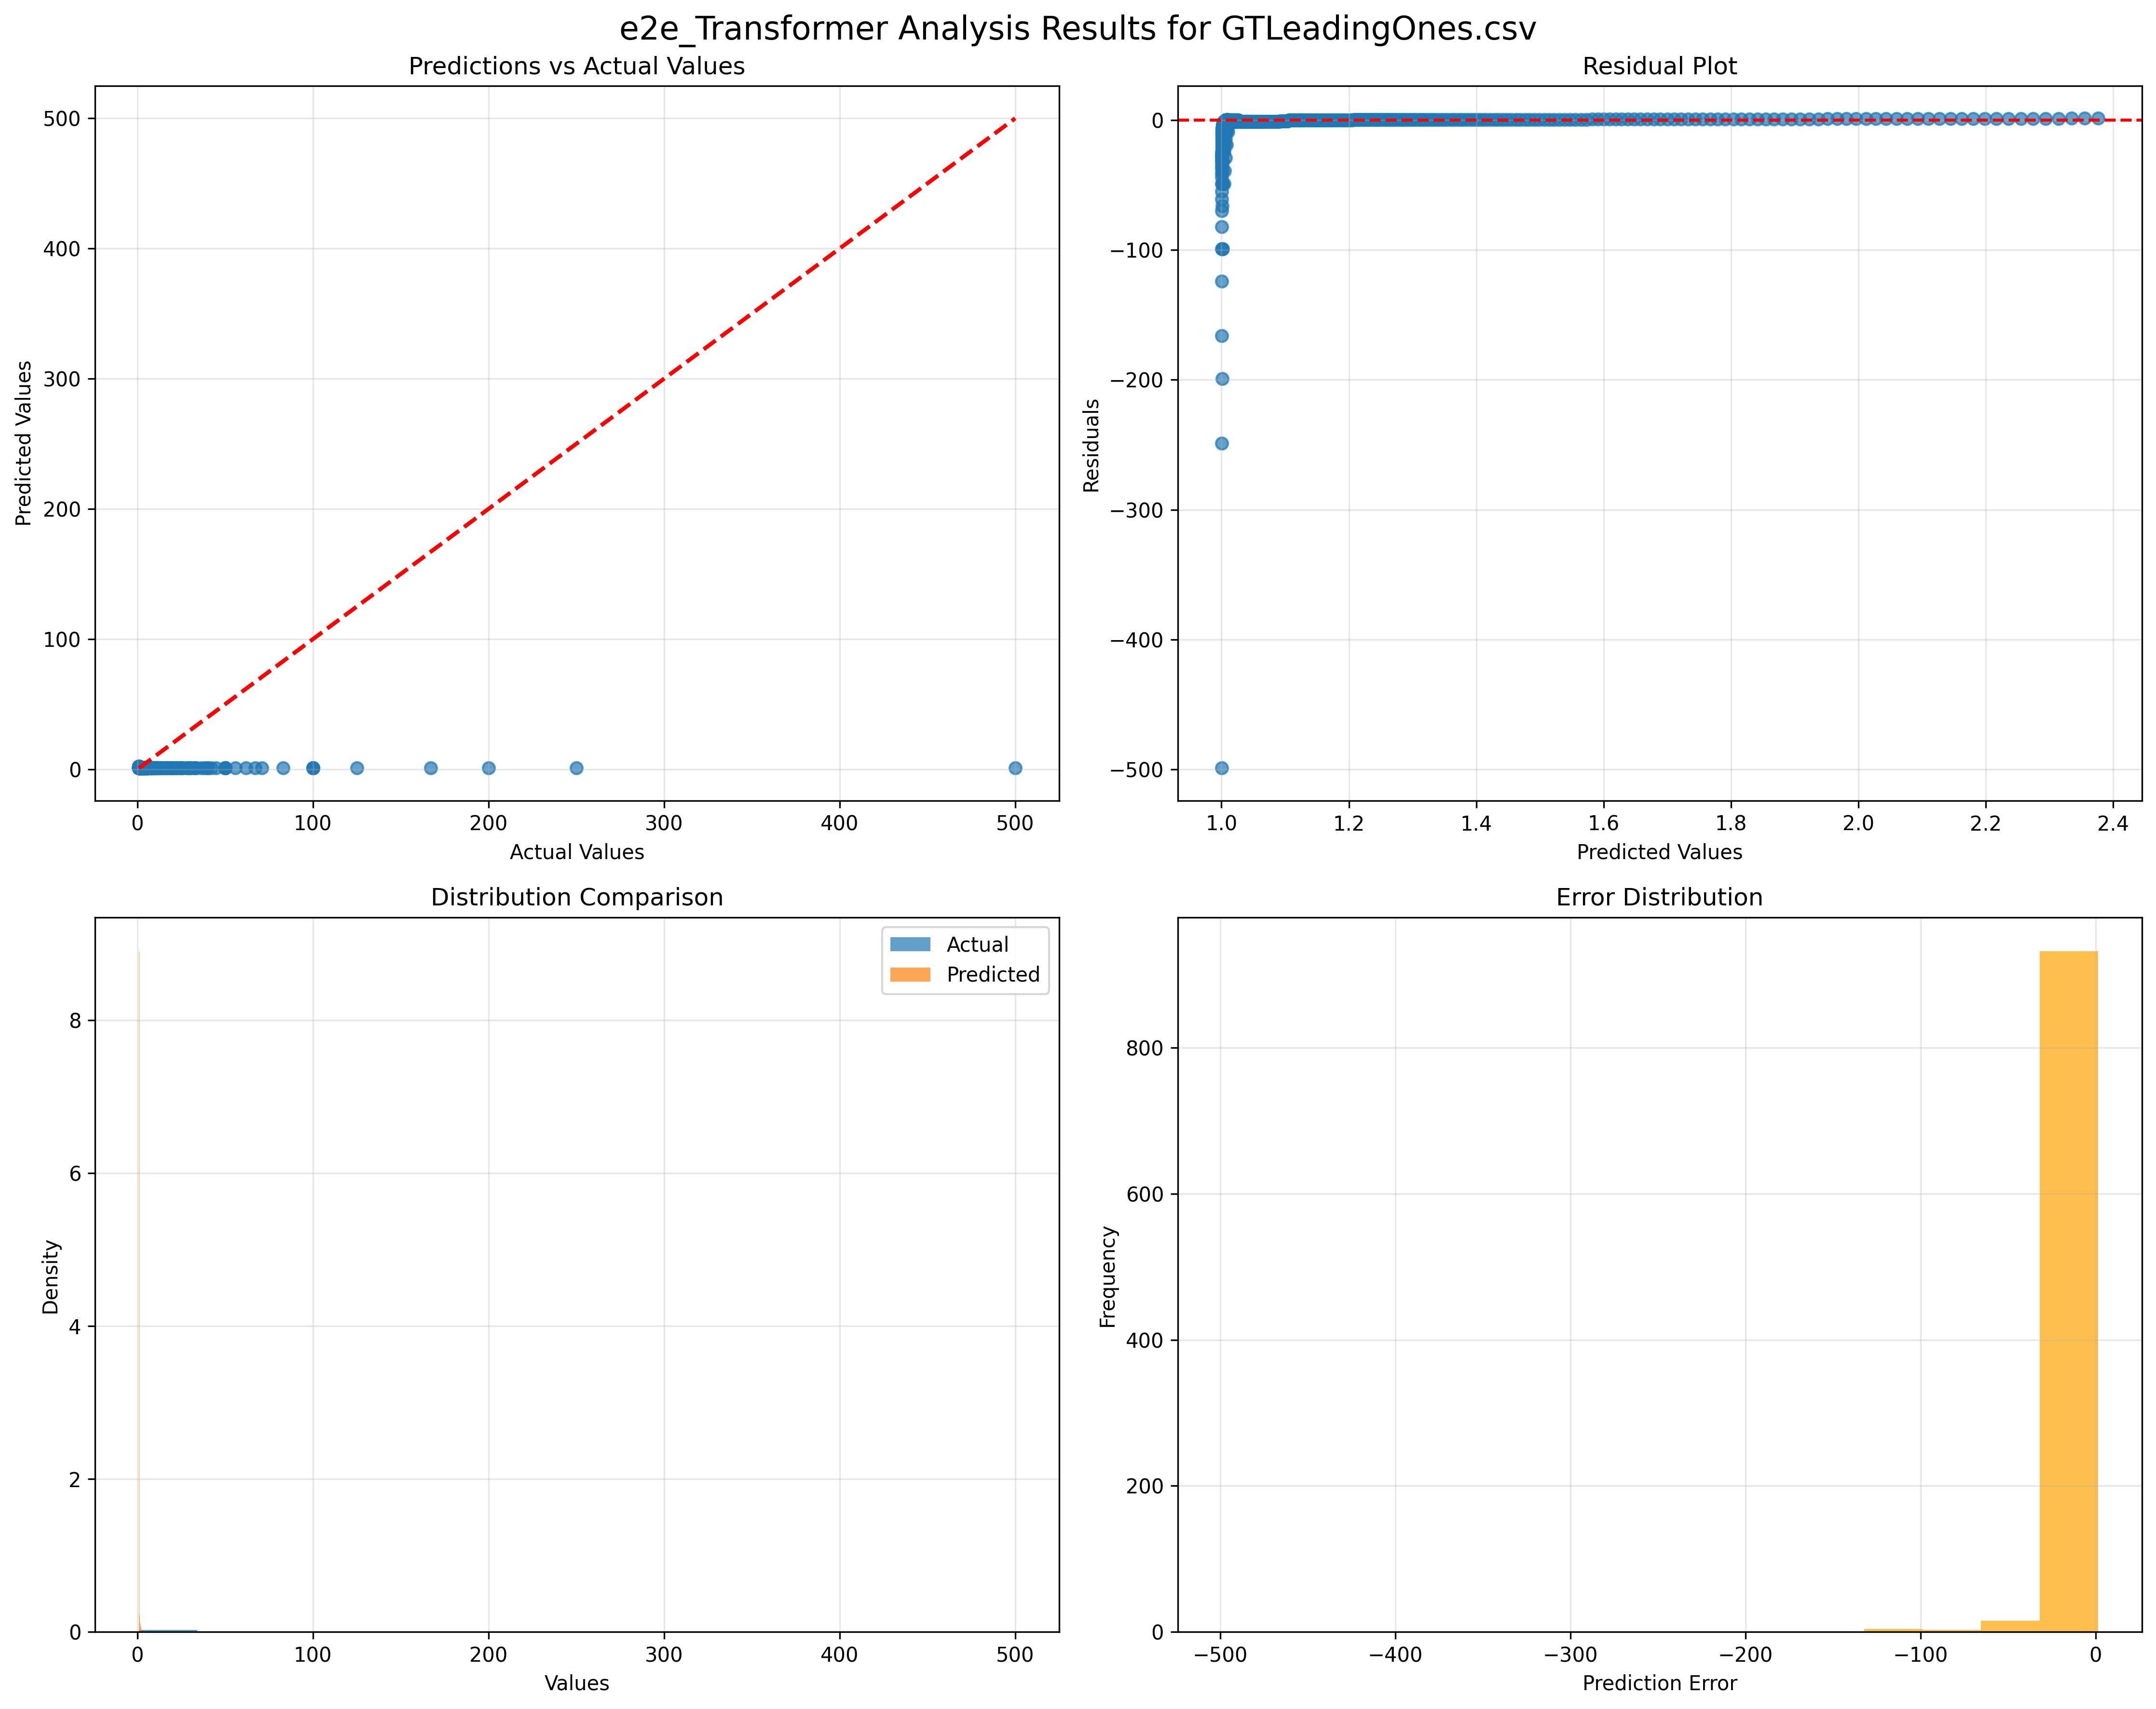 e2e_Transformer Analysis Results for GTLeadingOnes.csv
Predictions vs Actual Values
500
400
300
200
100
0
Predicted Values
0 100 200 300 400 500
Actual Values
Residual Plot
0
−100
−200
−300
−400
−500
Residuals
1.0 1.2 1.4 1.6 1.8 2.0 2.2 2.4
Predicted Values
Distribution Comparison
Actual
Predicted
8
6
4
2
0
Density
0 100 200 300 400 500
Values
Error Distribution
800
600
400
200
0
Frequency
−500 −400 −300 −200 −100 0
Prediction Error